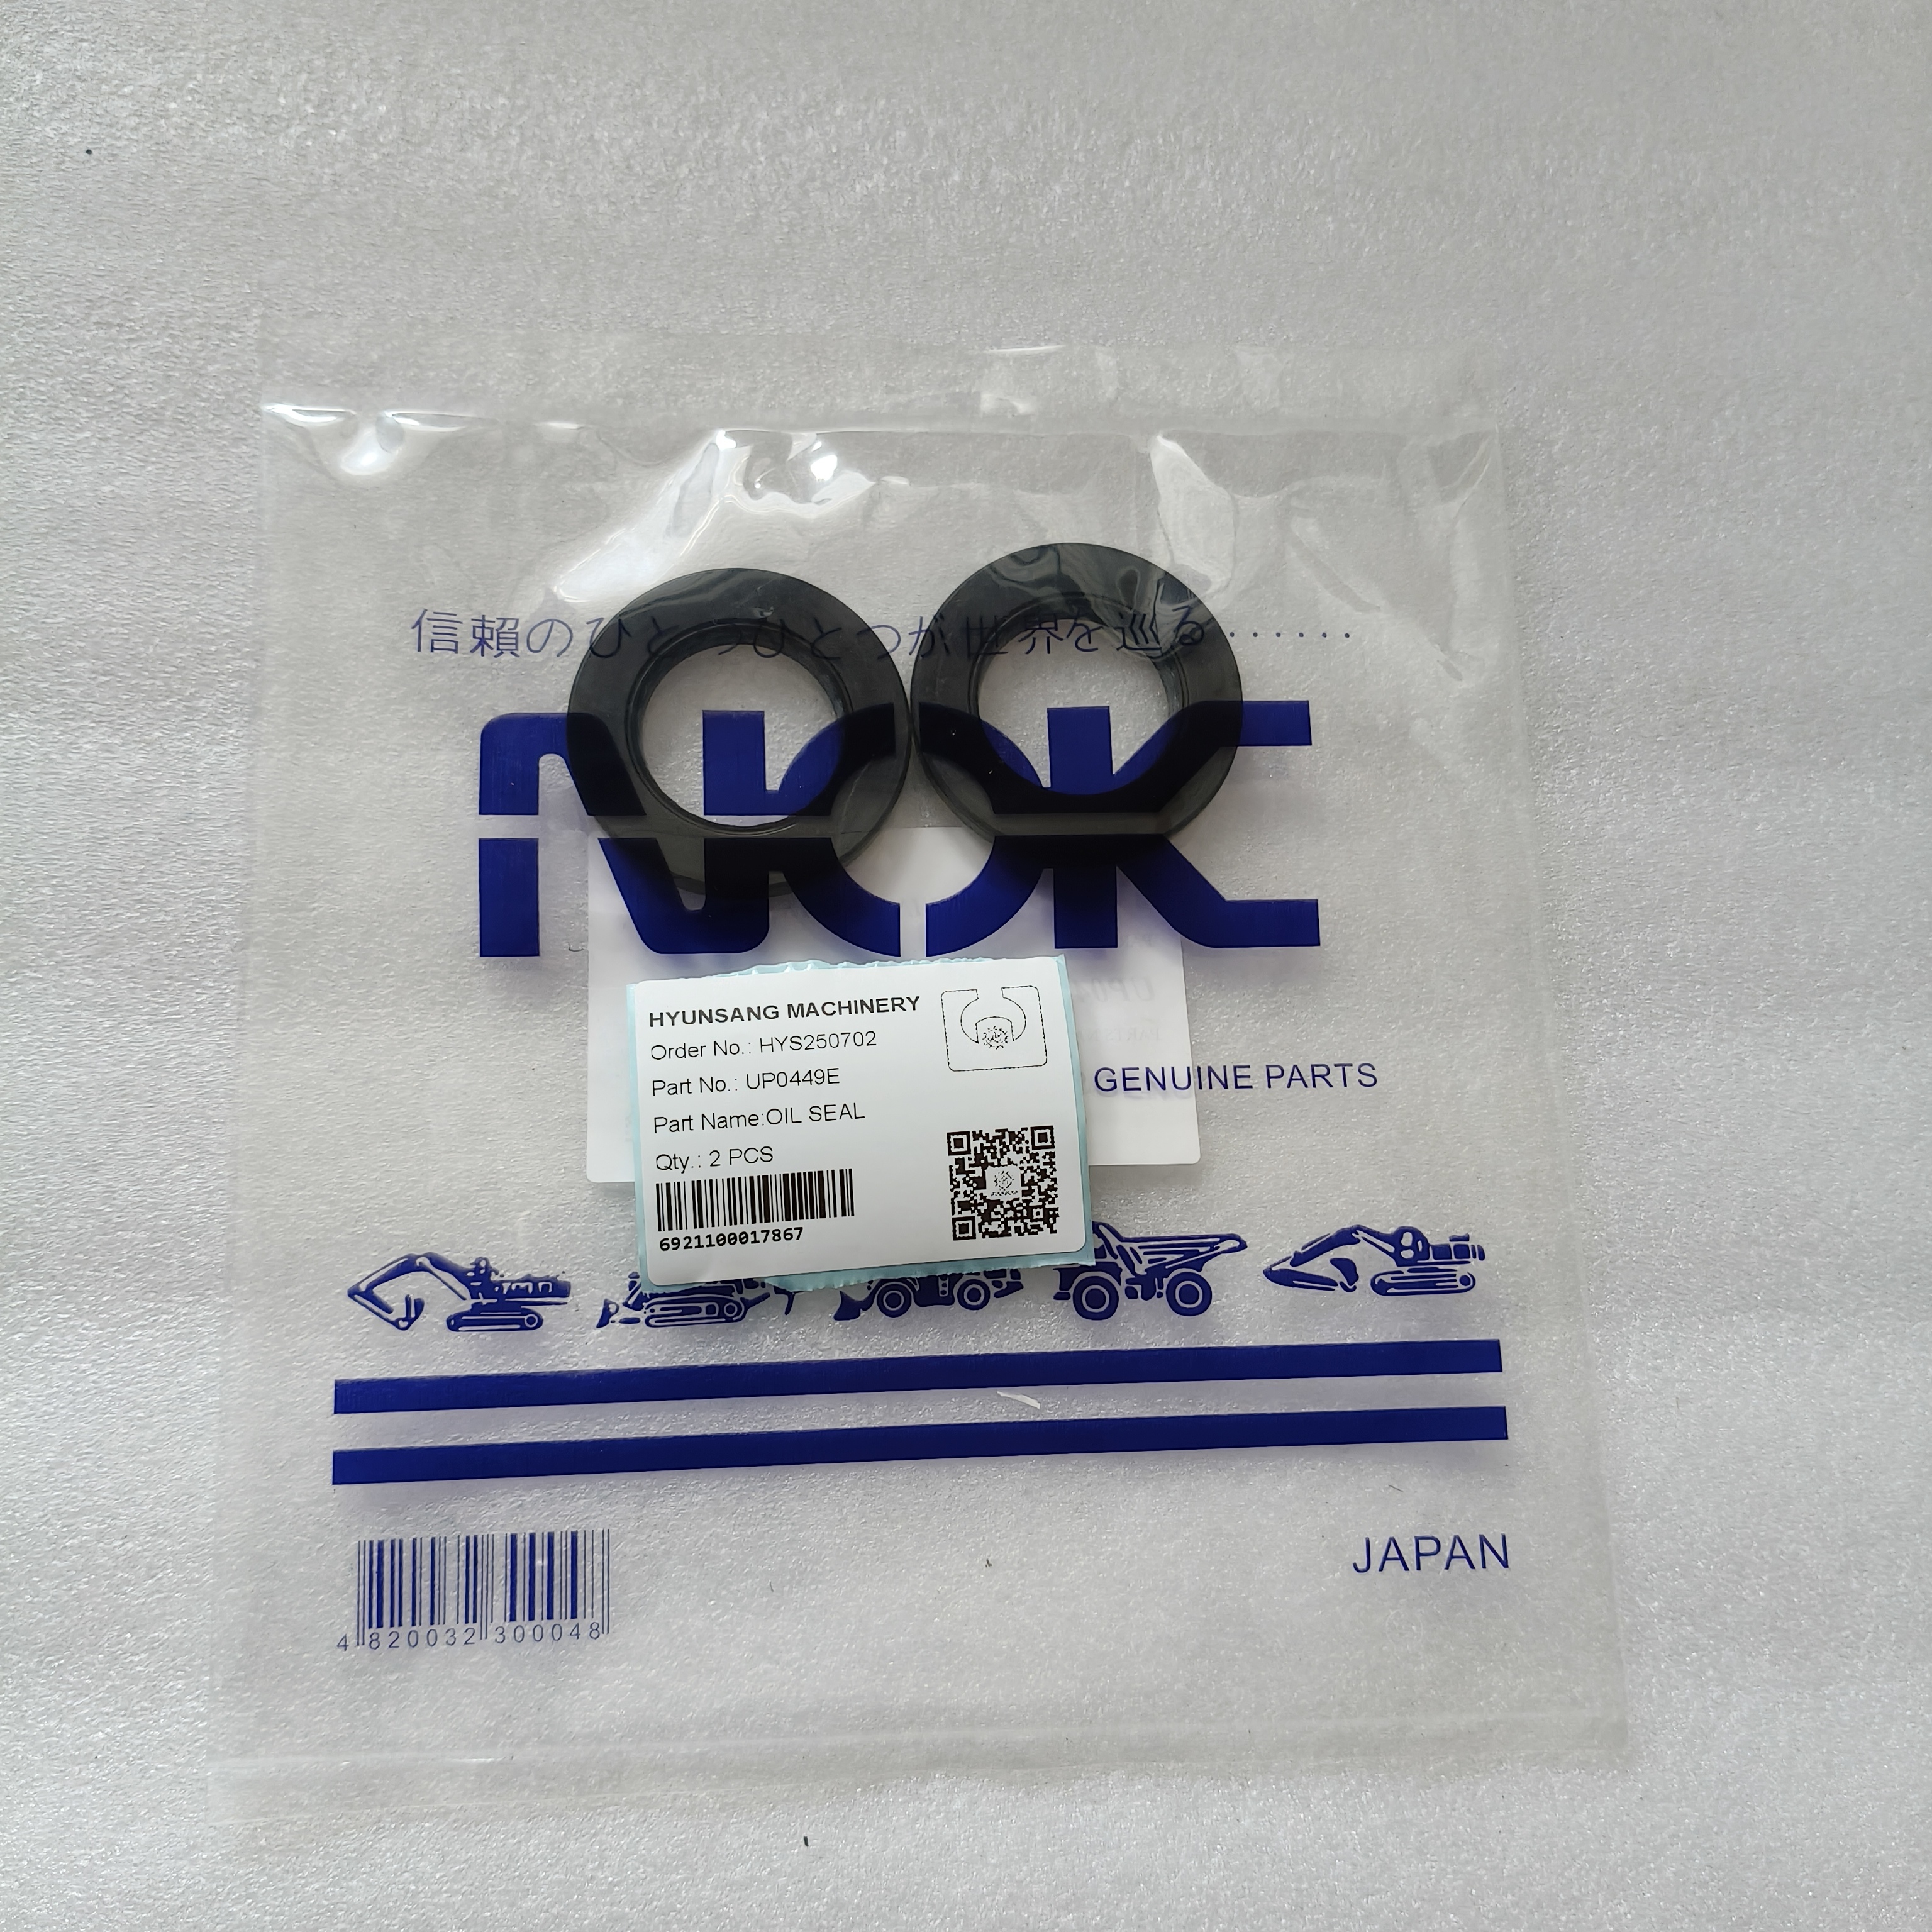 信頼のひとつひとつが世界を巡る・・・・・・
NOK
HYUNSANG MACHINERY
Order No.: HYS250702
Part No.: UP0449E
Part Name:OIL SEAL
Qty.: 2 PCS
6921100017867
GENUINE PARTS
JAPAN
4 820032 300048